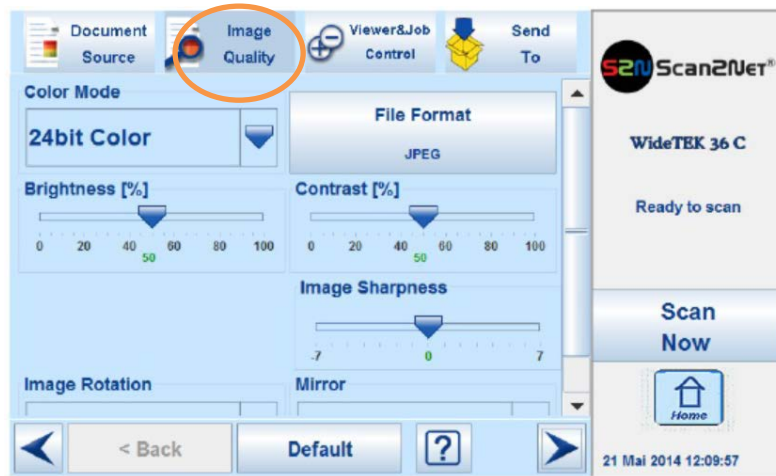 Document
Source
Image
Quality
Viewer&Job
Control
Send
To
Color Mode
24bit Color
File Format
JPEG
Brightness [%]
0 20 40 60 80 100
50
Contrast [%]
0 20 40 60 80 100
50
Image Sharpness
-7 0 7
Image Rotation
Mirror
< Back
Default
?
S2N Scan2Net®
WideTEK 36 C
Ready to scan
Scan
Now
Home
21 Mai 2014 12:09:57